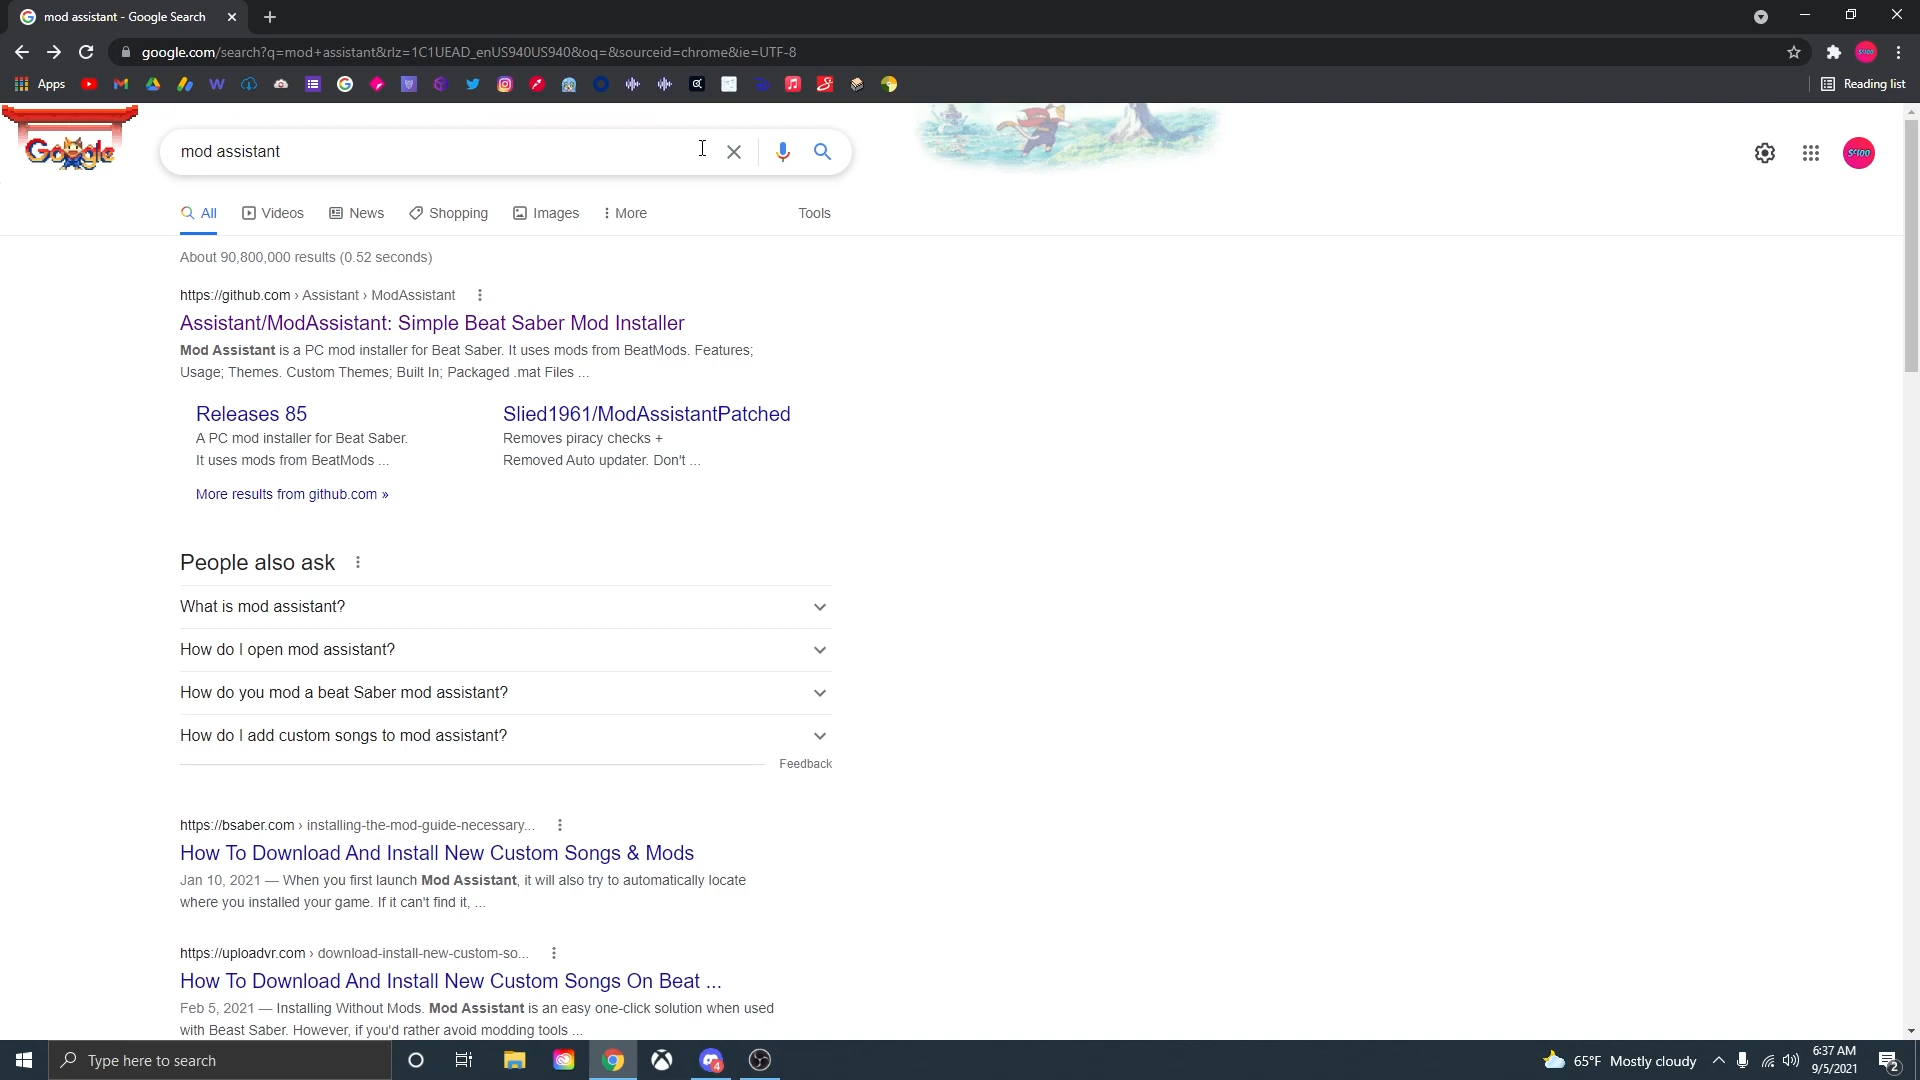 mod assistant - Google Search
google.com/search?q=mod+assistant&rlz=1C1UEAD_enUS940US940&oq=&sourceid=chrome&ie=UTF-8
Apps
Reading list
Google
mod assistant
All
Videos
News
Shopping
Images
More
Tools
About 90,800,000 results (0.52 seconds)
https://github.com › Assistant › ModAssistant
Assistant/ModAssistant: Simple Beat Saber Mod Installer
Mod Assistant is a PC mod installer for Beat Saber. It uses mods from BeatMods. Features;
Usage; Themes. Custom Themes; Built In; Packaged .mat Files ...
Releases 85
A PC mod installer for Beat Saber.
It uses mods from BeatMods ...
Slied1961/ModAssistantPatched
Removes piracy checks +
Removed Auto updater. Don't ...
More results from github.com »
People also ask
What is mod assistant?
How do I open mod assistant?
How do you mod a beat Saber mod assistant?
How do I add custom songs to mod assistant?
Feedback
https://bsaber.com › installing-the-mod-guide-necessary...
How To Download And Install New Custom Songs & Mods
Jan 10, 2021 — When you first launch Mod Assistant, it will also try to automatically locate
where you installed your game. If it can't find it, ...
https://uploadvr.com › download-install-new-custom-so...
How To Download And Install New Custom Songs On Beat ...
Feb 5, 2021 — Installing Without Mods. Mod Assistant is an easy one-click solution when used
with Beast Saber. However, if you'd rather avoid modding tools ...
Type here to search
4
65°F Mostly cloudy
6:37 AM
9/5/2021
2